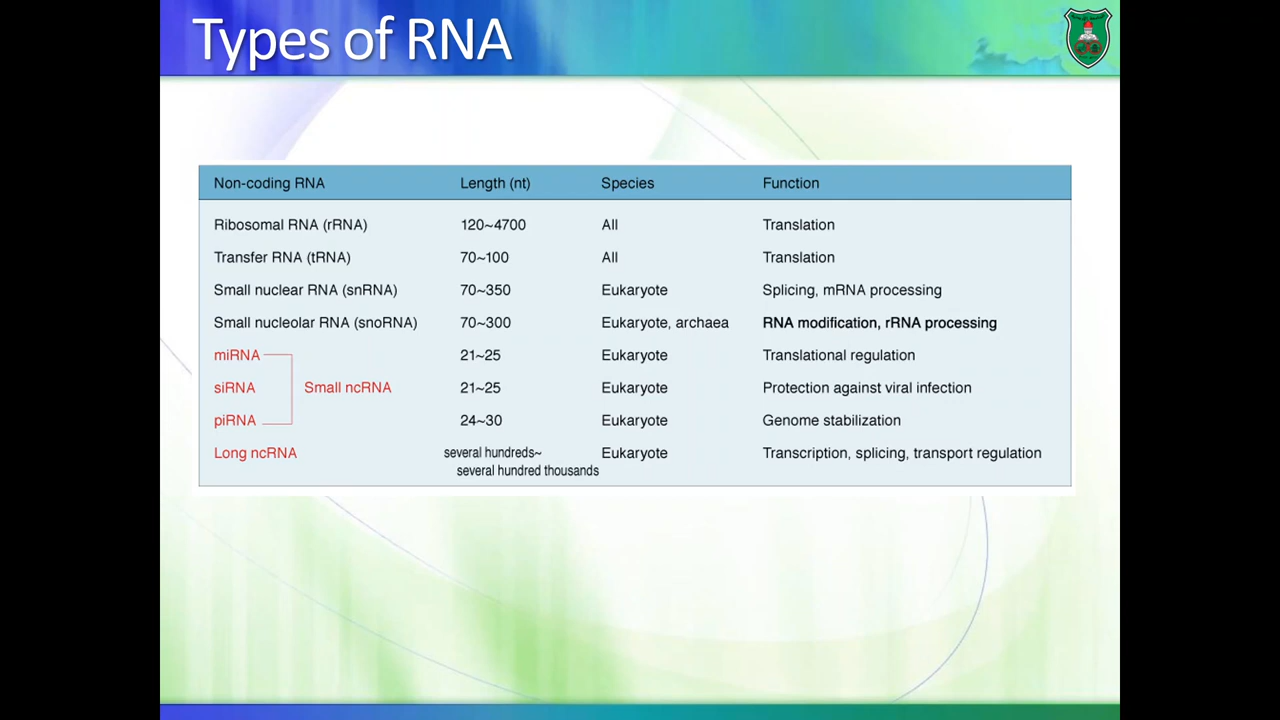 Types of RNA
Non-coding RNA Length (nt) Species Function
Ribosomal RNA (rRNA) 120~4700 All Translation
Transfer RNA (tRNA) 70~100 All Translation
Small nuclear RNA (snRNA) 70~350 Eukaryote Splicing, mRNA processing
Small nucleolar RNA (snoRNA) 70~300 Eukaryote, archaea RNA modification, rRNA processing
miRNA 21~25 Eukaryote Translational regulation
siRNA Small ncRNA 21~25 Eukaryote Protection against viral infection
piRNA 24~30 Eukaryote Genome stabilization
Long ncRNA several hundreds~ Eukaryote Transcription, splicing, transport regulation
several hundred thousands